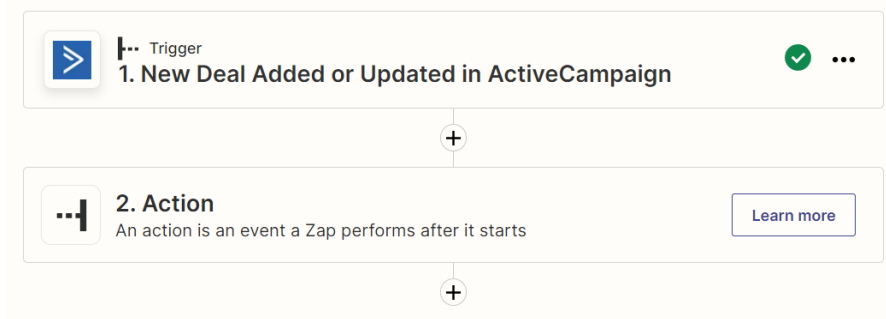 Trigger
1. New Deal Added or Updated in ActiveCampaign
2. Action
An action is an event a Zap performs after it starts
Learn more